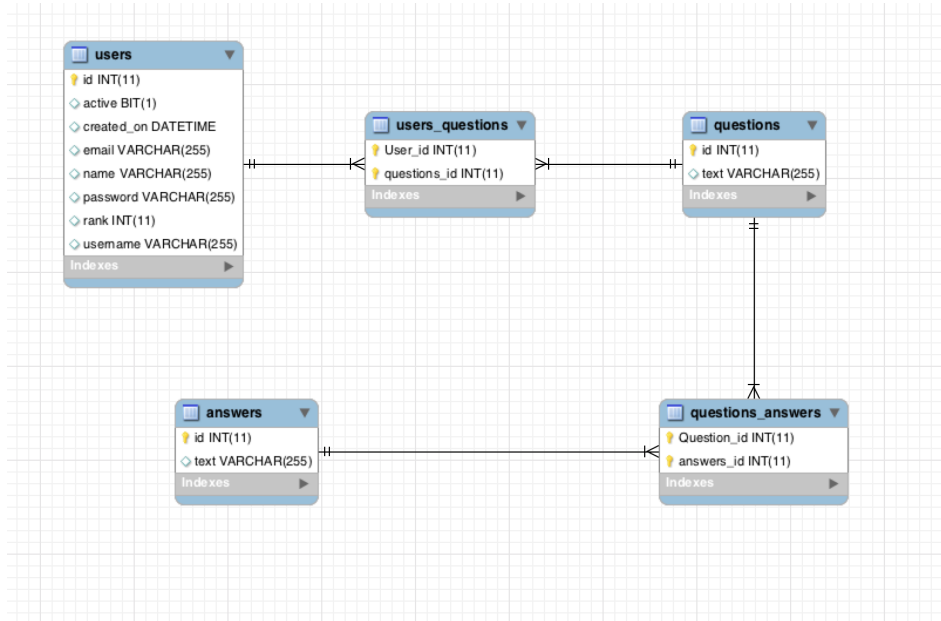 users
id INT(11)
active BIT(1)
created_on DATETIME
email VARCHAR(255)
name VARCHAR(255)
password VARCHAR(255)
rank INT(11)
username VARCHAR(255)
Indexes
users_questions
User_id INT(11)
questions_id INT(11)
Indexes
questions
id INT(11)
text VARCHAR(255)
Indexes
answers
id INT(11)
text VARCHAR(255)
Indexes
questions_answers
Question_id INT(11)
answers_id INT(11)
Indexes